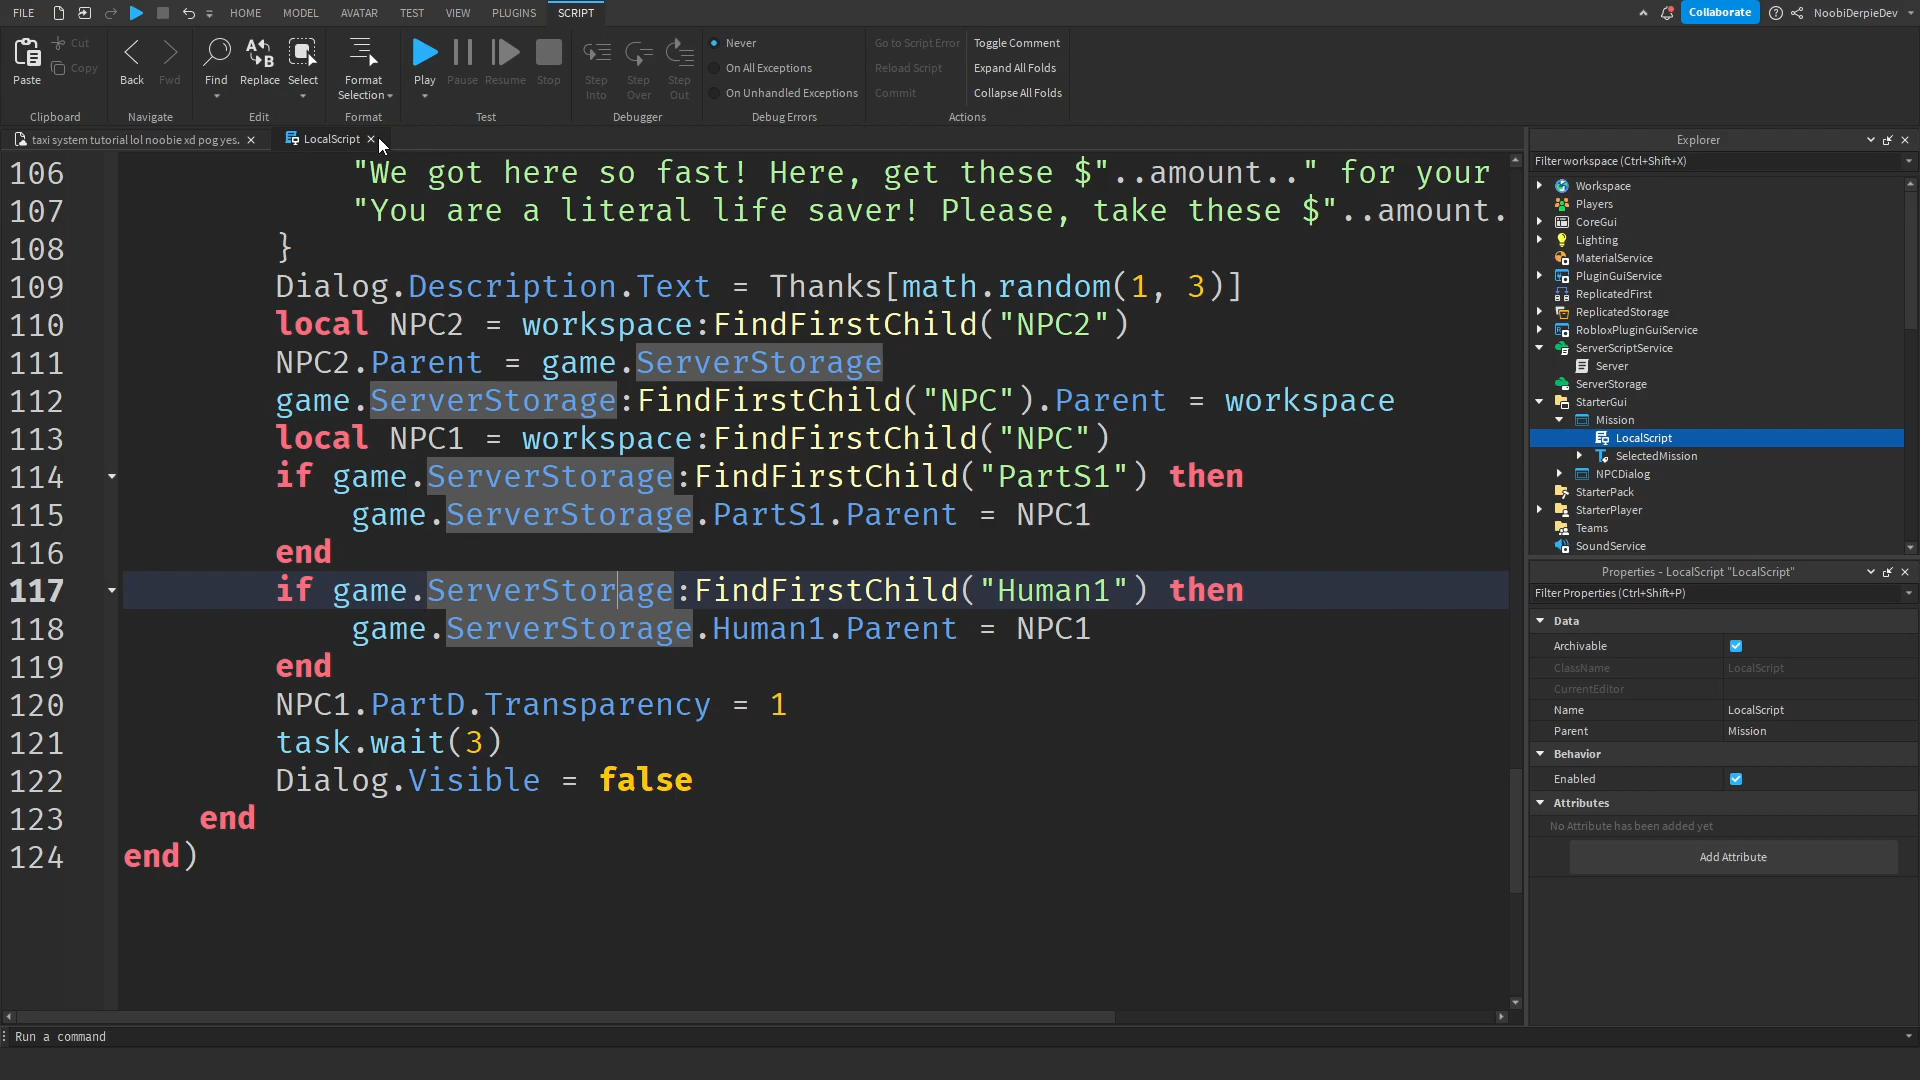 FILE HOME MODEL AVATAR TEST VIEW PLUGINS SCRIPT Collaborate NoobiDerpieDev
Paste Cut Copy Back Fwd Find Replace Select Format Selection Play Pause Resume Stop Step Into Step Over Step Out
Never
On All Exceptions
On Unhandled Exceptions
Go to Script Error Toggle Comment
Reload Script Expand All Folds
Commit Collapse All Folds
Clipboard Navigate Edit Format Test Debugger Debug Errors Actions
taxi system tutorial lol noobie xd pog yes. LocalScript
106 "We got here so fast! Here, get these $"..amount.." for your
107 "You are a literal life saver! Please, take these $"..amount.
108 }
109 Dialog.Description.Text = Thanks[math.random(1, 3)]
110 local NPC2 = workspace:FindFirstChild("NPC2")
111 NPC2.Parent = game.ServerStorage
112 game.ServerStorage:FindFirstChild("NPC").Parent = workspace
113 local NPC1 = workspace:FindFirstChild("NPC")
114 if game.ServerStorage:FindFirstChild("PartS1") then
115 game.ServerStorage.PartS1.Parent = NPC1
116 end
117 if game.ServerStorage:FindFirstChild("Human1") then
118 game.ServerStorage.Human1.Parent = NPC1
119 end
120 NPC1.PartD.Transparency = 1
121 task.wait(3)
122 Dialog.Visible = false
123 end
124 end)
Run a command
Explorer
Filter workspace (Ctrl+Shift+X)
Workspace
Players
CoreGui
Lighting
MaterialService
PluginGuiService
ReplicatedFirst
ReplicatedStorage
RobloxPluginGuiService
ServerScriptService
Server
ServerStorage
StarterGui
Mission
LocalScript
SelectedMission
NPCDialog
StarterPack
StarterPlayer
Teams
SoundService
Properties - LocalScript "LocalScript"
Filter Properties (Ctrl+Shift+P)
Data
Archivable
ClassName LocalScript
CurrentEditor
Name LocalScript
Parent Mission
Behavior
Enabled
Attributes
No Attribute has been added yet
Add Attribute